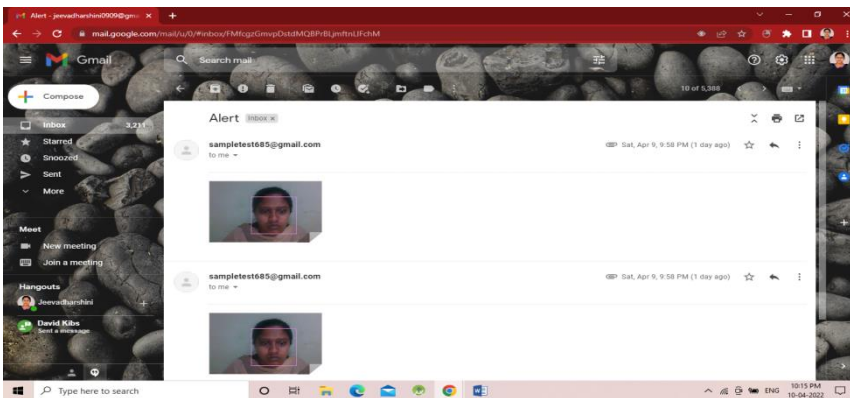 Alert - jeevadharshini0909@gm
mail.google.com/mail/u/0/#inbox/FMfcgzGmvpDstdMQBPrBLjmftnUFchM
Gmail
Search mail
Compose
10 of 5,388
Inbox 3,211
Starred
Snoozed
Sent
More
Alert Inbox x
sampletest685@gmail.com
Sat, Apr 9, 9:58 PM (1 day ago)
to me
Meet
New meeting
Join a meeting
Hangouts
Jeevadharshini
David Kibs
Sent a message
sampletest685@gmail.com
Sat, Apr 9, 9:58 PM (1 day ago)
to me
Type here to search
ENG
10:15 PM
10-04-2022